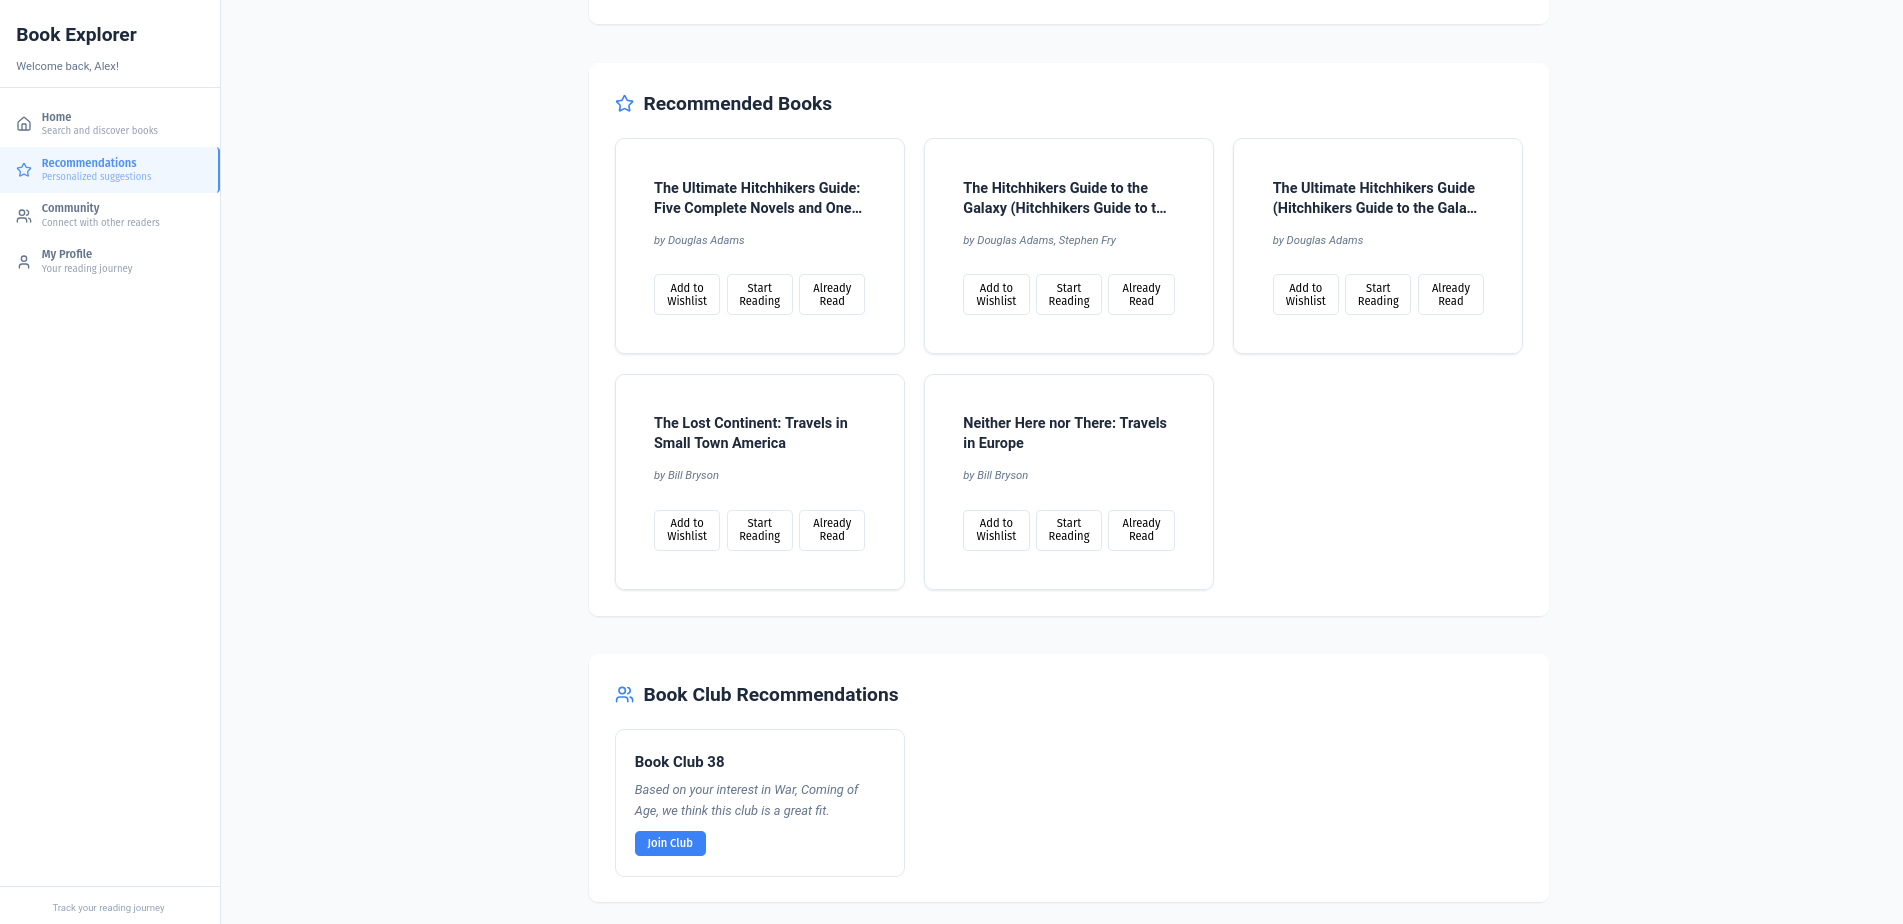 Book Explorer
Welcome back, Alex!
Home
Search and discover books
Recommendations
Personalized suggestions
Community
Connect with other readers
My Profile
Your reading journey
Track your reading journey
Recommended Books
The Ultimate Hitchhikers Guide:
Five Complete Novels and One…
by Douglas Adams
Add to
Wishlist
Start
Reading
Already
Read
The Hitchhikers Guide to the
Galaxy (Hitchhikers Guide to t…
by Douglas Adams, Stephen Fry
Add to
Wishlist
Start
Reading
Already
Read
The Ultimate Hitchhikers Guide
(Hitchhikers Guide to the Gala…
by Douglas Adams
Add to
Wishlist
Start
Reading
Already
Read
The Lost Continent: Travels in
Small Town America
by Bill Bryson
Add to
Wishlist
Start
Reading
Already
Read
Neither Here nor There: Travels
in Europe
by Bill Bryson
Add to
Wishlist
Start
Reading
Already
Read
Book Club Recommendations
Book Club 38
Based on your interest in War, Coming of
Age, we think this club is a great fit.
Join Club